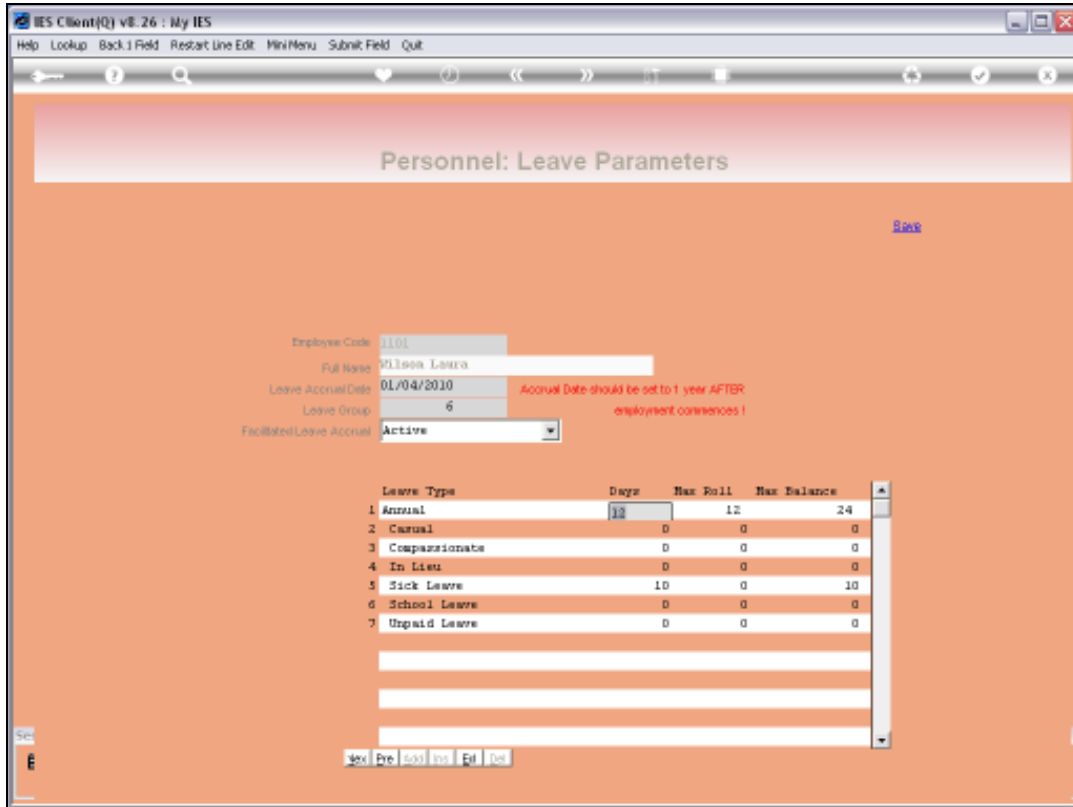 IES Client(Q) v8.26 : My IES
Help Lookup Back 1 Field Restart Line Edit Mini Menu Submit Field Quit
Personnel: Leave Parameters
Save
Employee Code 1101
Full Name Wilson Laura
Leave Accrual Date 01/04/2010 Accrual Date should be set to 1 year AFTER
Leave Group 6 employment commences !
Facilitated Leave Accrual Active
Leave Type Days Max Roll Max Balance
1 Annual 12 12 24
2 Casual 0 0 0
3 Compassionate 0 0 0
4 In Lieu 0 0 0
5 Sick Leave 10 0 10
6 School Leave 0 0 0
7 Unpaid Leave 0 0 0
Nex Pre Add Ins Del